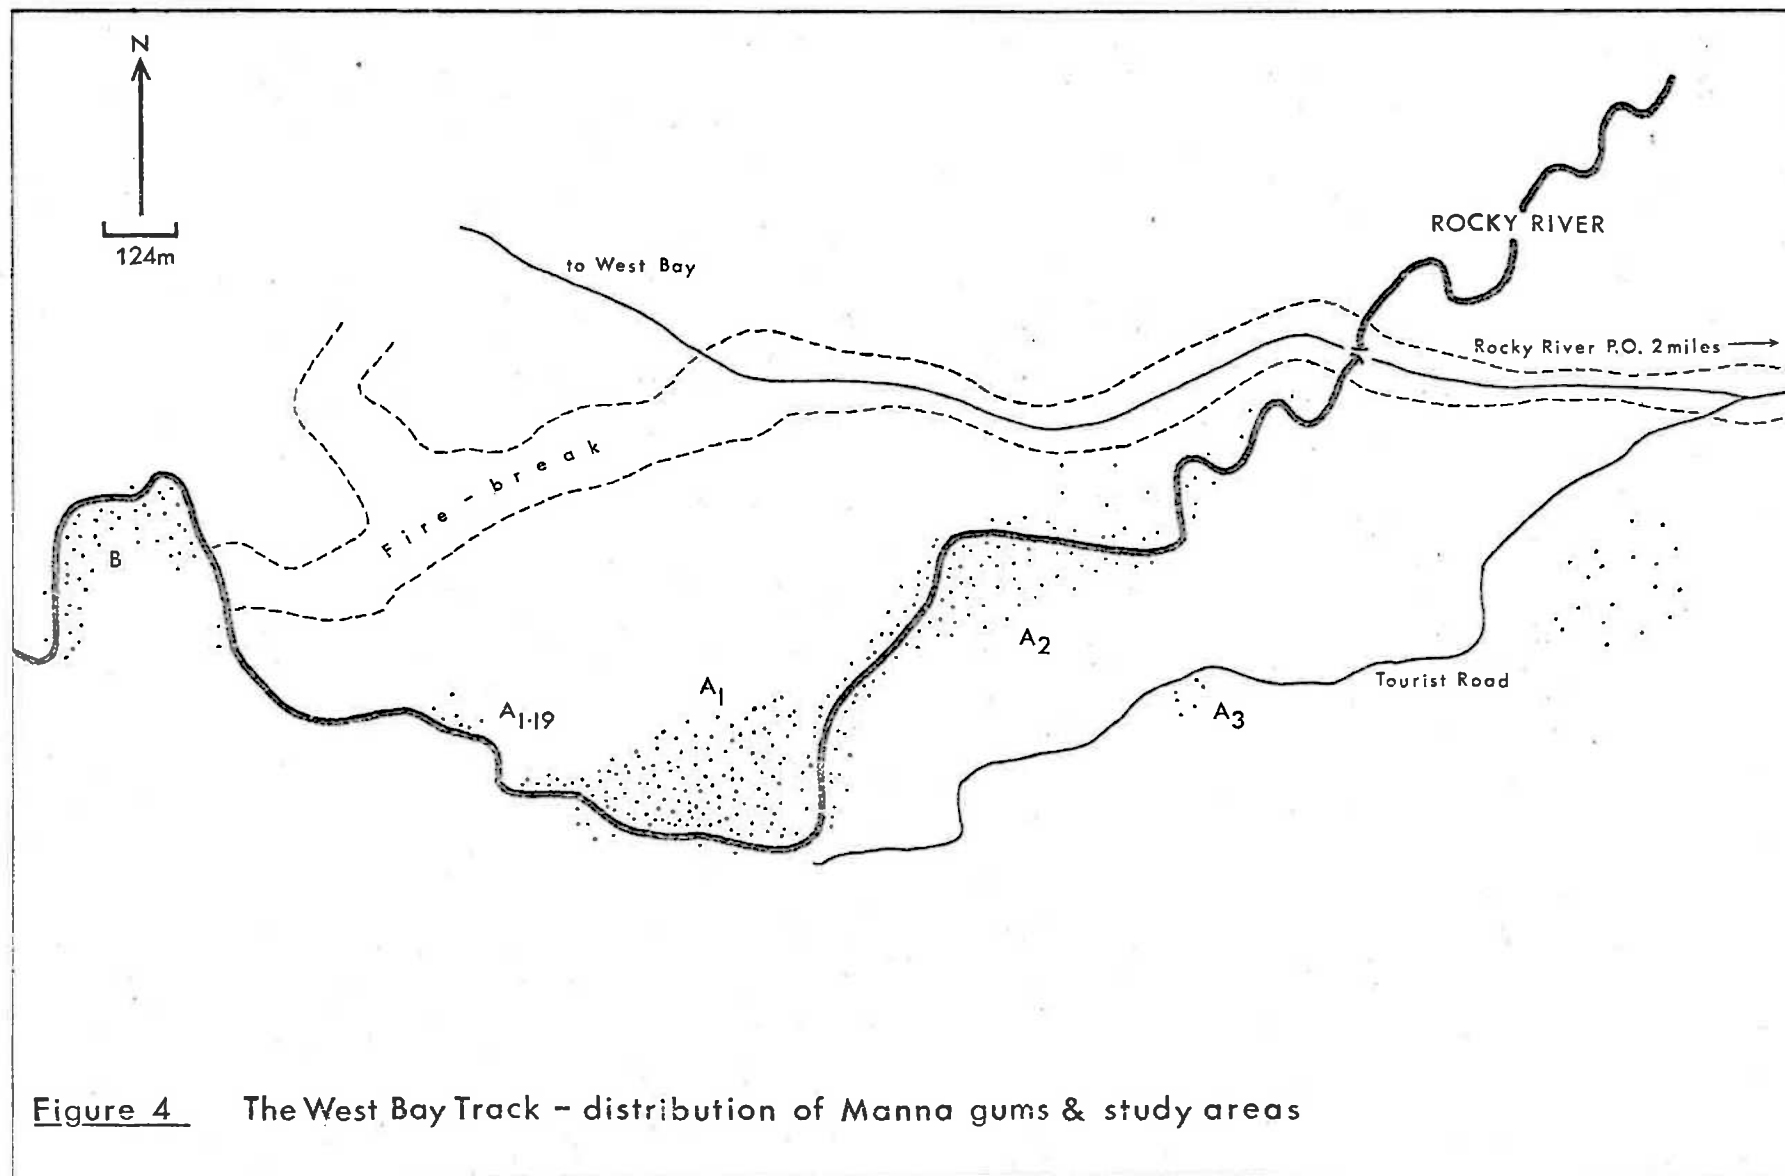 N
124m
ROCKY RIVER
to West Bay
Rocky River P.O. 2 miles
Fire-break
B
A2
A1
A1·19
Tourist Road
A3
Figure 4 The West Bay Track - distribution of Manna gums & study areas